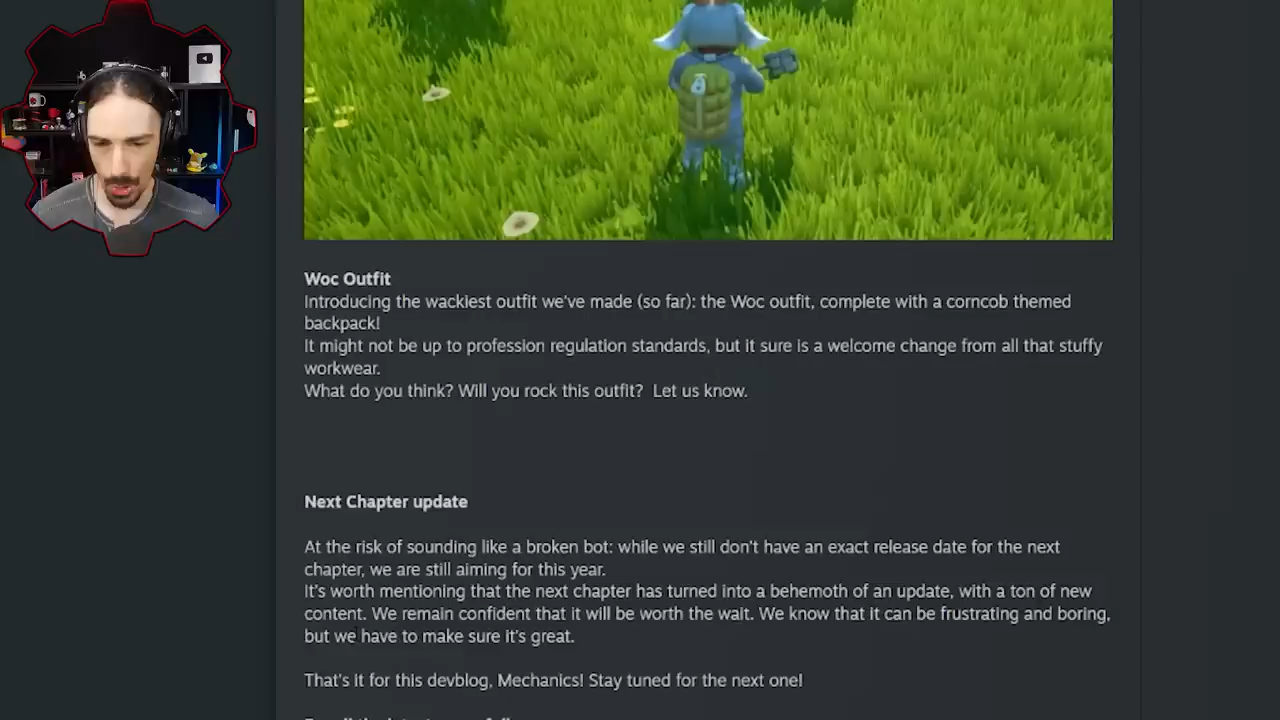 Woc Outfit
Introducing the wackiest outfit we've made (so far): the Woc outfit, complete with a corncob themed
backpack!
It might not be up to profession regulation standards, but it sure is a welcome change from all that stuffy
workwear.
What do you think? Will you rock this outfit?  Let us know.
Next Chapter update
At the risk of sounding like a broken bot: while we still don't have an exact release date for the next
chapter, we are still aiming for this year.
It's worth mentioning that the next chapter has turned into a behemoth of an update, with a ton of new
content. We remain confident that it will be worth the wait. We know that it can be frustrating and boring,
but we have to make sure it's great.
That's it for this devblog, Mechanics! Stay tuned for the next one!